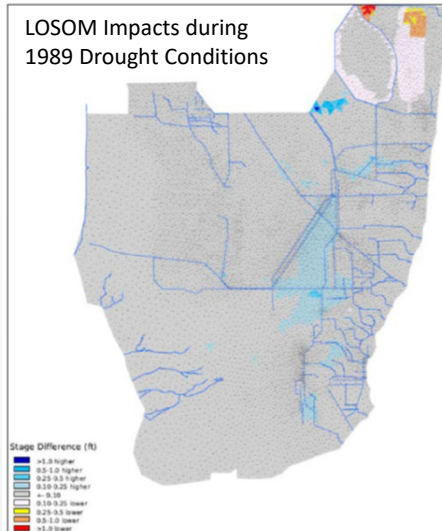 LOSOM Impacts during
1989 Drought Conditions
Stage Difference (ft)
>1.0 higher
0.5-1.0 higher
0.25-0.5 higher
0.10-0.25 higher
+- 0.10
0.10-0.25 lower
0.25-0.5 lower
0.5-1.0 lower
>1.0 lower